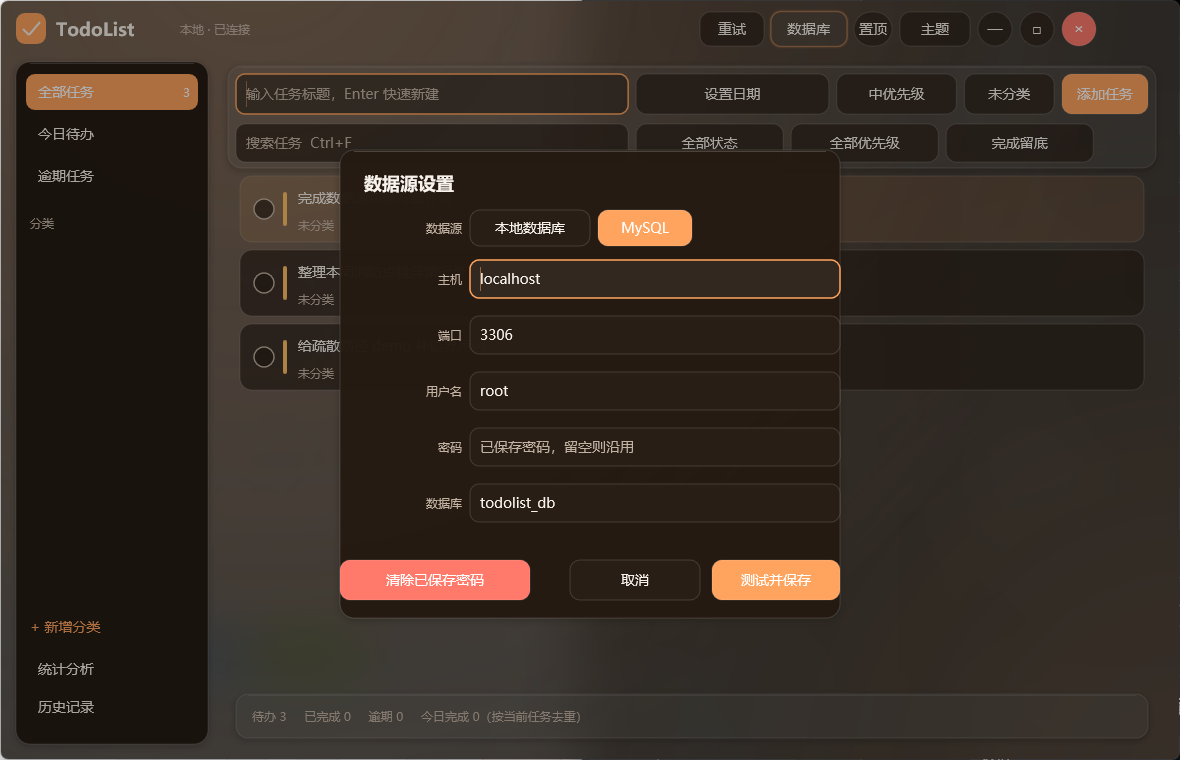 TodoList
本地 · 已连接
重试
数据库
置顶
主题
全部任务 3
今日待办
逾期任务
分类
输入任务标题，Enter 快速新建
设置日期
中优先级
未分类
添加任务
搜索任务 Ctrl+F
全部状态
全部优先级
完成留底
完成数
未分类
整理本
未分类
给疏散
未分类
数据源设置
数据源
本地数据库
MySQL
主机
localhost
端口
3306
用户名
root
密码
已保存密码，留空则沿用
数据库
todolist_db
清除已保存密码
取消
测试并保存
+ 新增分类
统计分析
历史记录
待办 3 已完成 0 逾期 0 今日完成 0（按当前任务去重）